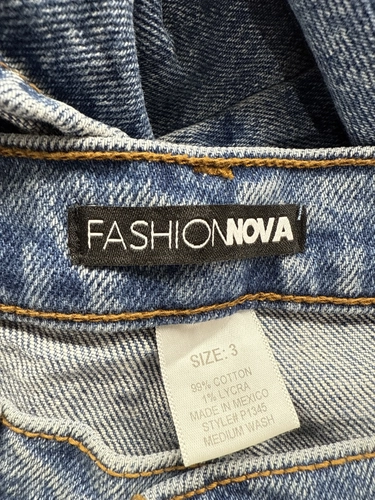 FASHIONNOVA
SIZE: 3
99% COTTON
1% LYCRA
MADE IN MEXICO
STYLE# P1345
MEDIUM WASH